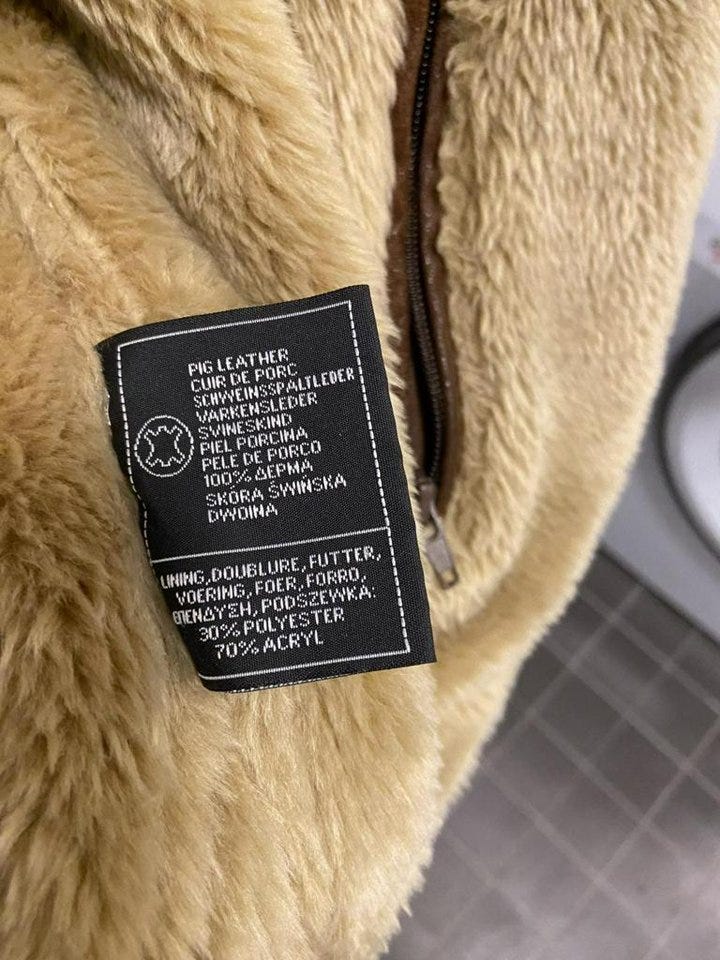 PIG LEATHER
CUIR DE PORC
SCHWEINSSPALTLEDER
VARKENSLEDER
SVINESKIND
PIEL PORCINA
PELE DE PORCO
100% ΔΕΡΜΑ
SKÓRA ŚWIŃSKA
DWOINA
LINING, DOUBLURE, FUTTER,
VOERING, FOER, FORRO,
ΕΠΕΝΔΥΣΗ, PODSZEWKA:
30% POLYESTER
70% ACRYL